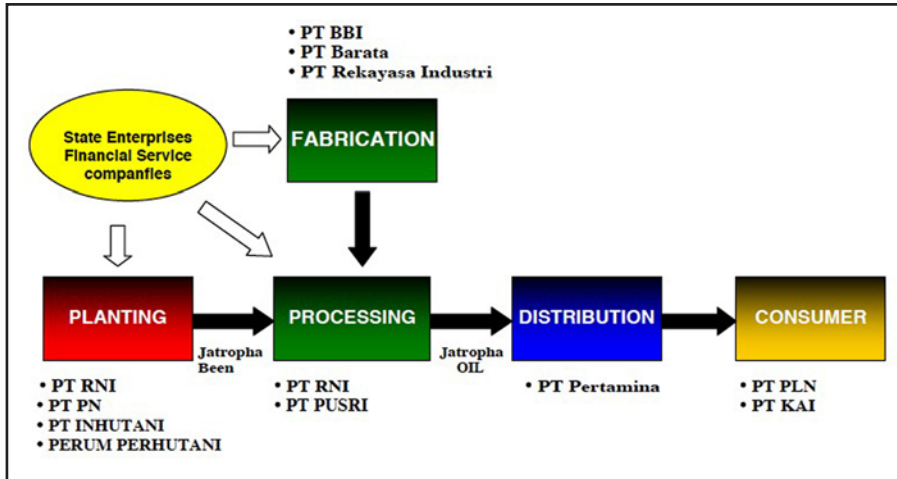 • PT BBI
• PT Barata
• PT Rekayasa Industri
State Enterprises
Financial Service
companfies
FABRICATION
PLANTING
Jatropha
Been
PROCESSING
Jatropha
OIL
DISTRIBUTION
CONSUMER
• PT RNI
• PT PN
• PT INHUTANI
• PERUM PERHUTANI
• PT RNI
• PT PUSRI
• PT Pertamina
• PT PLN
• PT KAI